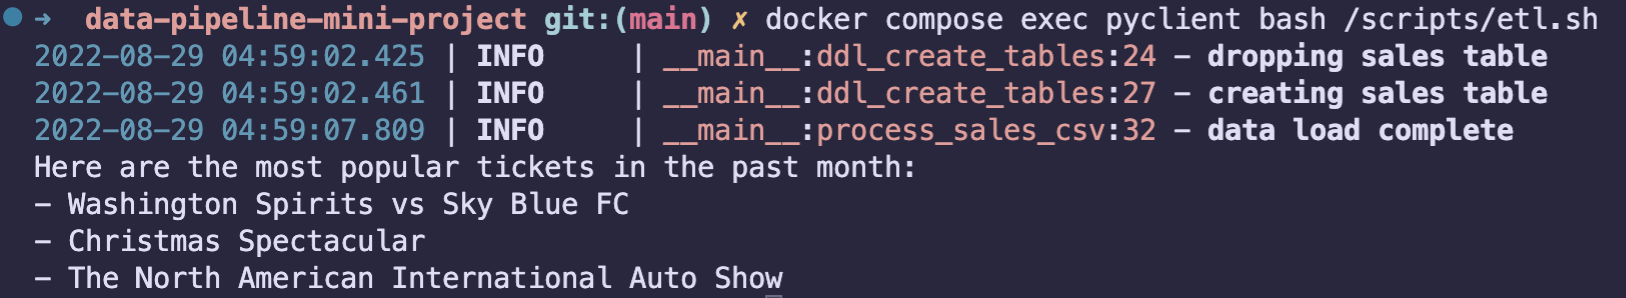 ➜  data-pipeline-mini-project git:(main) ✗ docker compose exec pyclient bash /scripts/etl.sh
2022-08-29 04:59:02.425 | INFO     | __main__:ddl_create_tables:24 - dropping sales table
2022-08-29 04:59:02.461 | INFO     | __main__:ddl_create_tables:27 - creating sales table
2022-08-29 04:59:07.809 | INFO     | __main__:process_sales_csv:32 - data load complete
Here are the most popular tickets in the past month:
- Washington Spirits vs Sky Blue FC
- Christmas Spectacular
- The North American International Auto Show